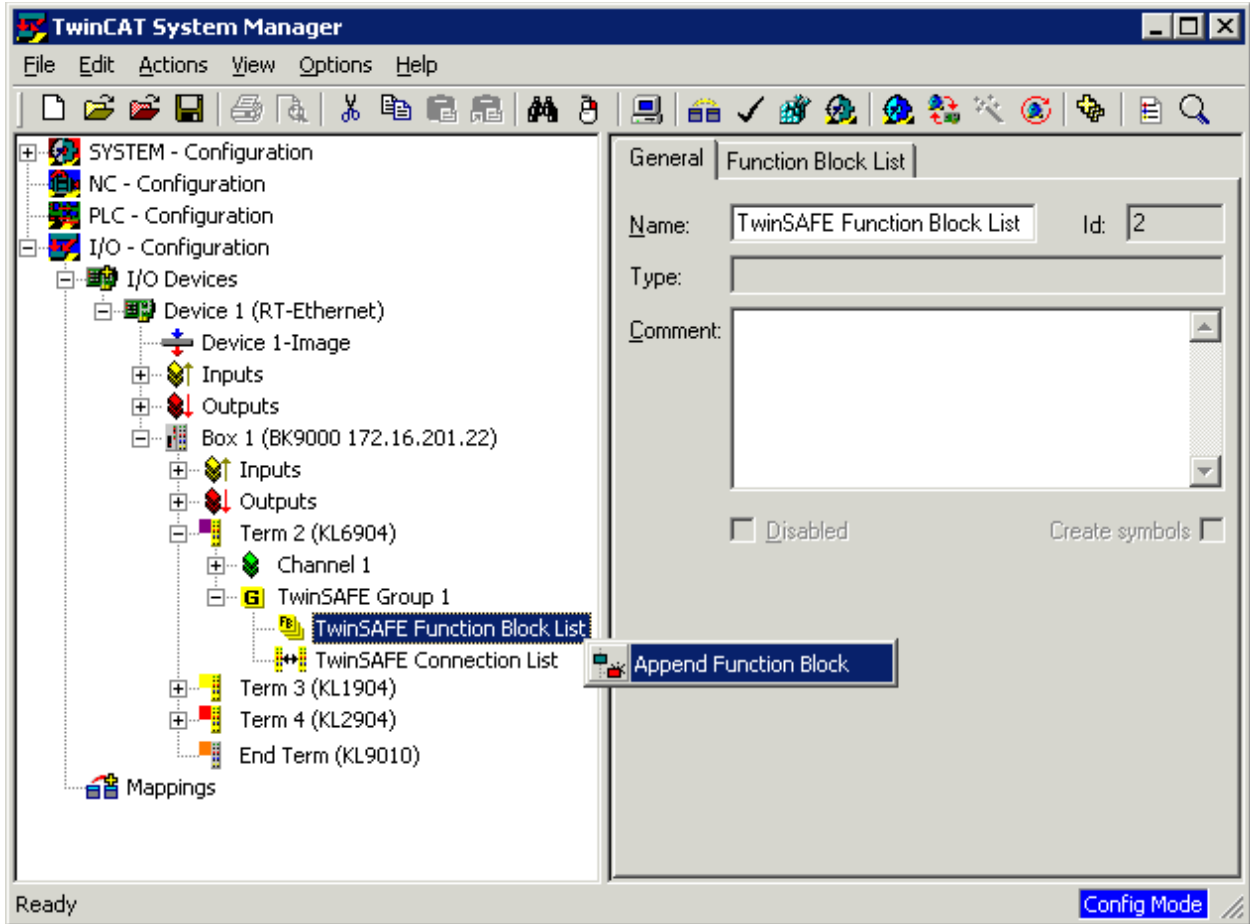 TwinCAT System Manager
File Edit Actions View Options Help
SYSTEM - Configuration
NC - Configuration
PLC - Configuration
I/O - Configuration
I/O Devices
Device 1 (RT-Ethernet)
Device 1-Image
Inputs
Outputs
Box 1 (BK9000 172.16.201.22)
Inputs
Outputs
Term 2 (KL6904)
Channel 1
G TwinSAFE Group 1
FB TwinSAFE Function Block List
TwinSAFE Connection List
Term 3 (KL1904)
Term 4 (KL2904)
End Term (KL9010)
Mappings
Append Function Block
General Function Block List
Name: TwinSAFE Function Block List Id: 2
Type:
Comment:
Disabled Create symbols
Ready Config Mode